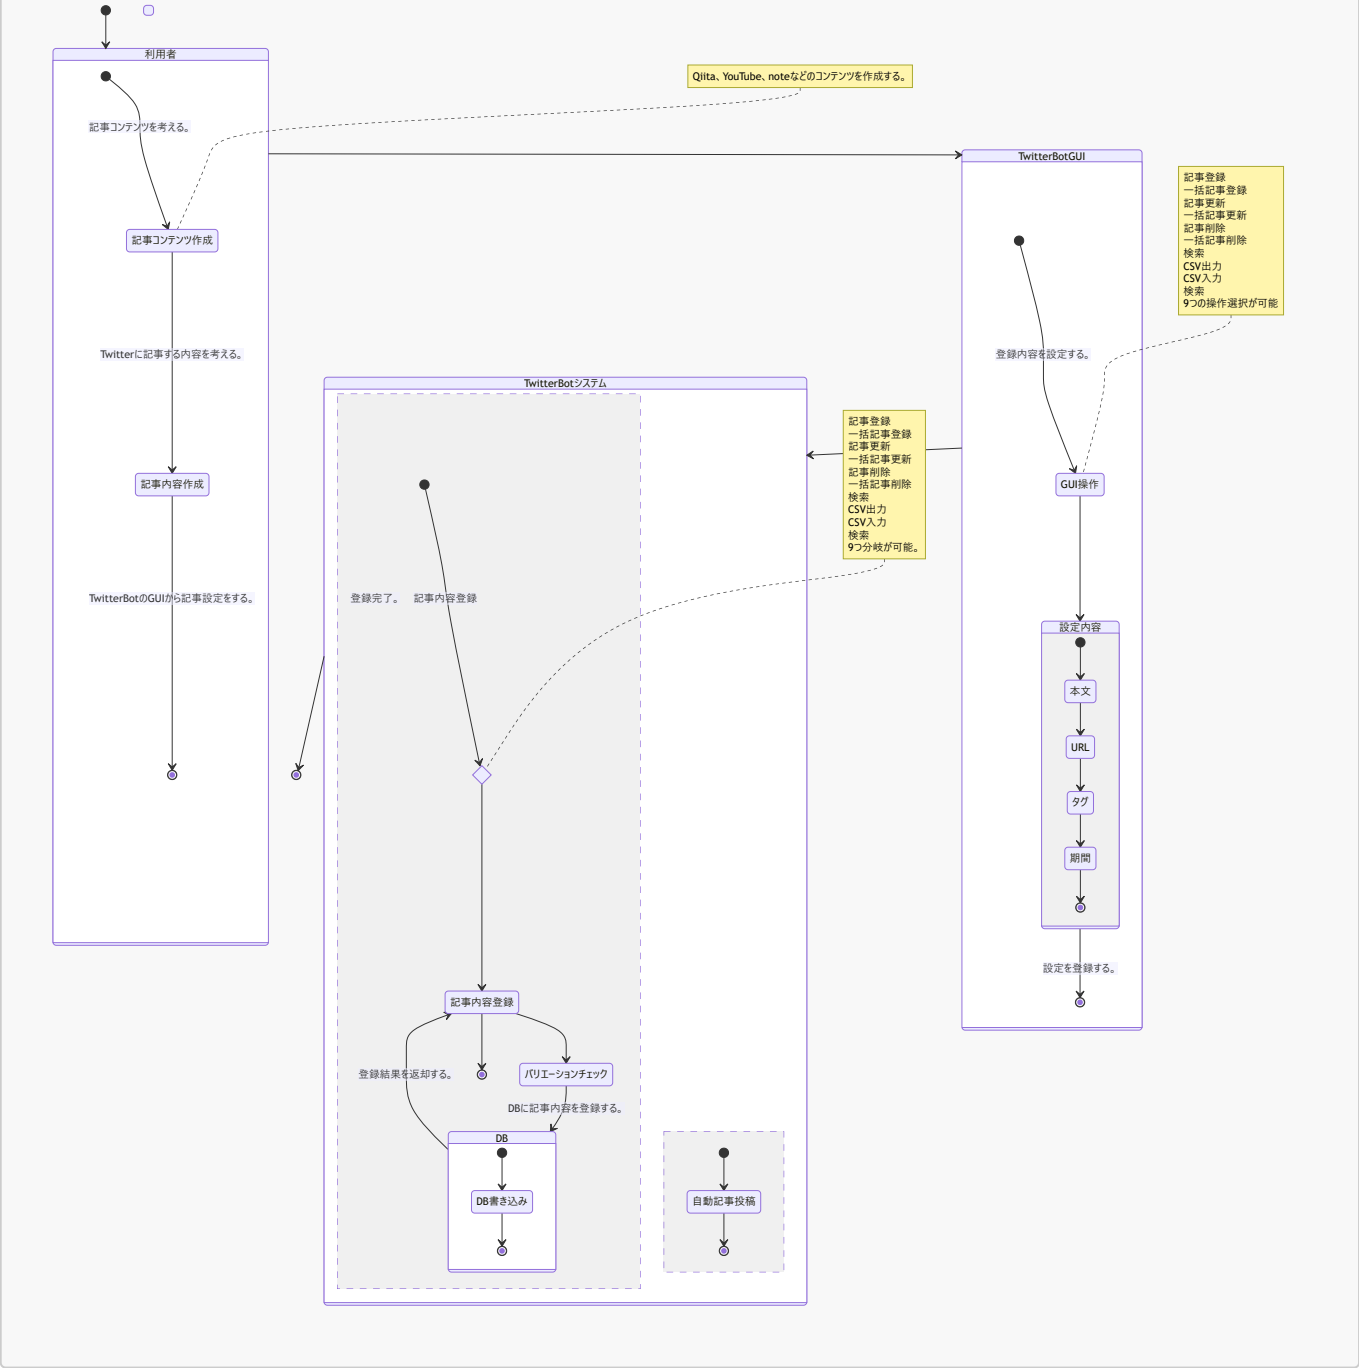 利用者
記事コンテンツを考える。
記事コンテンツ作成
Twitterに記事する内容を考える。
記事内容作成
TwitterBotのGUIから記事設定をする。
Qiita、YouTube、noteなどのコンテンツを作成する。
TwitterBotGUI
登録内容を設定する。
GUI操作
設定内容
本文
URL
タグ
期間
設定を登録する。
記事登録
一括記事登録
記事更新
一括記事更新
記事削除
一括記事削除
検索
CSV出力
CSV入力
検索
9つの操作選択が可能
TwitterBotシステム
登録完了。
記事内容登録
記事登録
一括記事登録
記事更新
一括記事更新
記事削除
一括記事削除
検索
CSV出力
CSV入力
検索
9つ分岐が可能。
記事内容登録
登録結果を返却する。
バリエーションチェック
DBに記事内容を登録する。
DB
DB書き込み
自動記事投稿